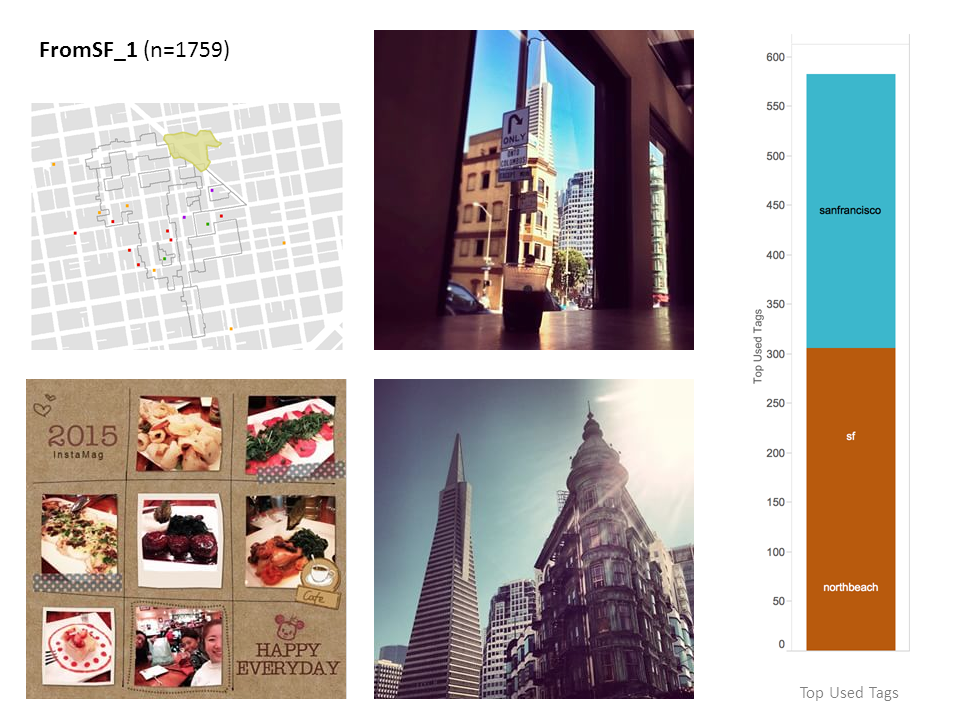 FromSF_1 (n=1759)
ONLY
ONTO
COLUMBUS
EXCEPT MUNI
2015
InstaMag
Cafe
HAPPY
EVERYDAY
600
550
500
450
400
350
300
250
200
150
100
50
0
Top Used Tags
sanfrancisco
sf
northbeach
Top Used Tags